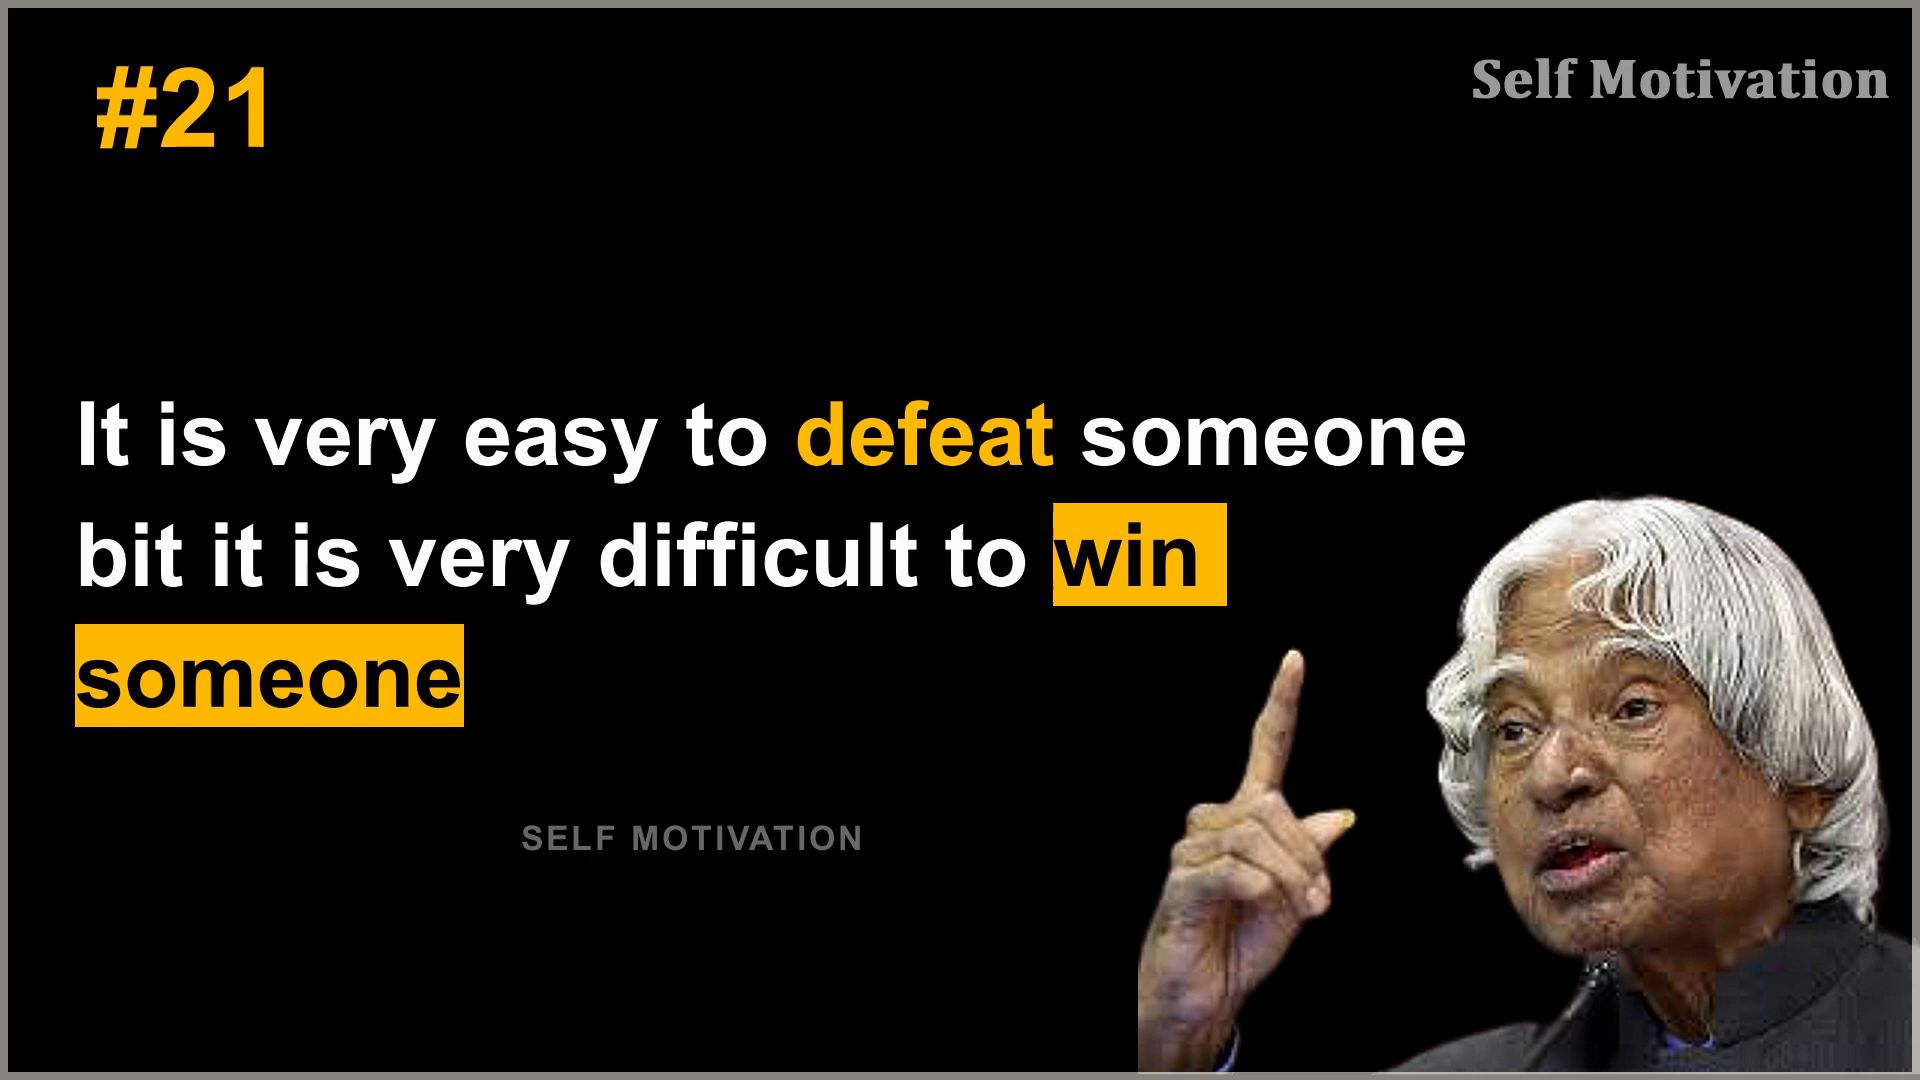 #21
Self Motivation
It is very easy to defeat someone
bit it is very difficult to win
someone
SELF MOTIVATION